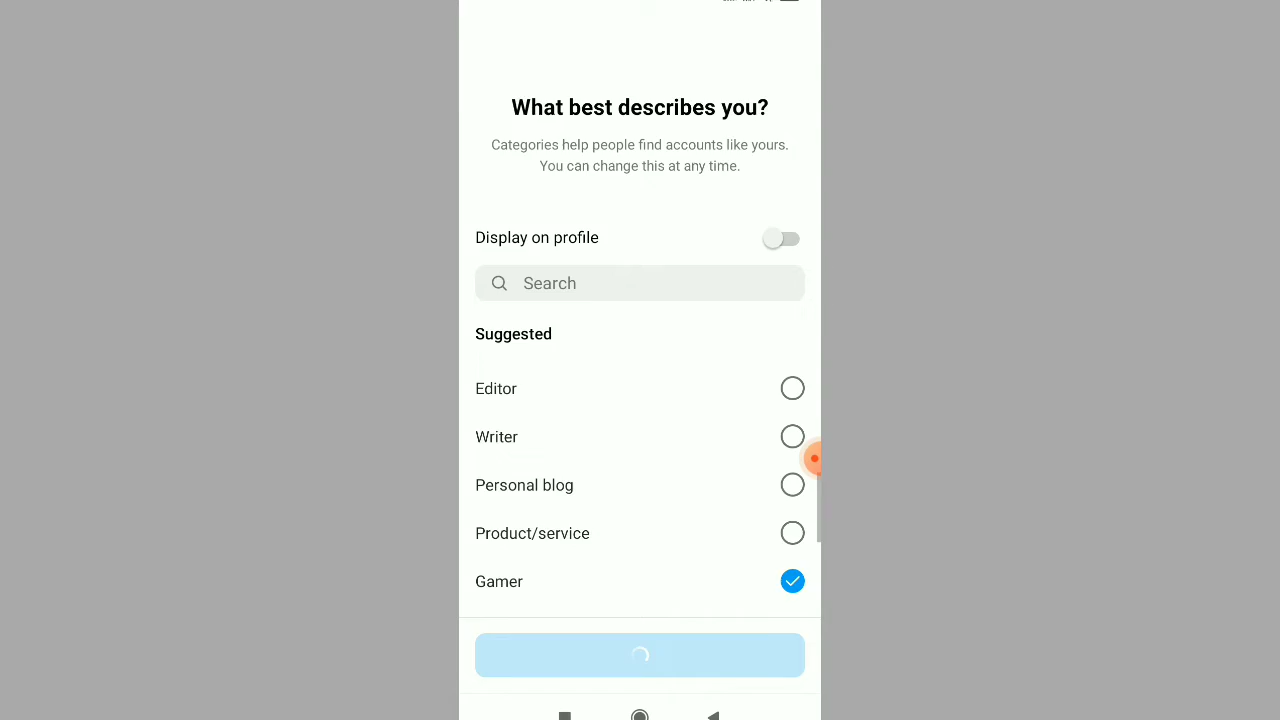 What best describes you?
Categories help people find accounts like yours.
You can change this at any time.
Display on profile
Search
Suggested
Editor
Writer
Personal blog
Product/service
Gamer